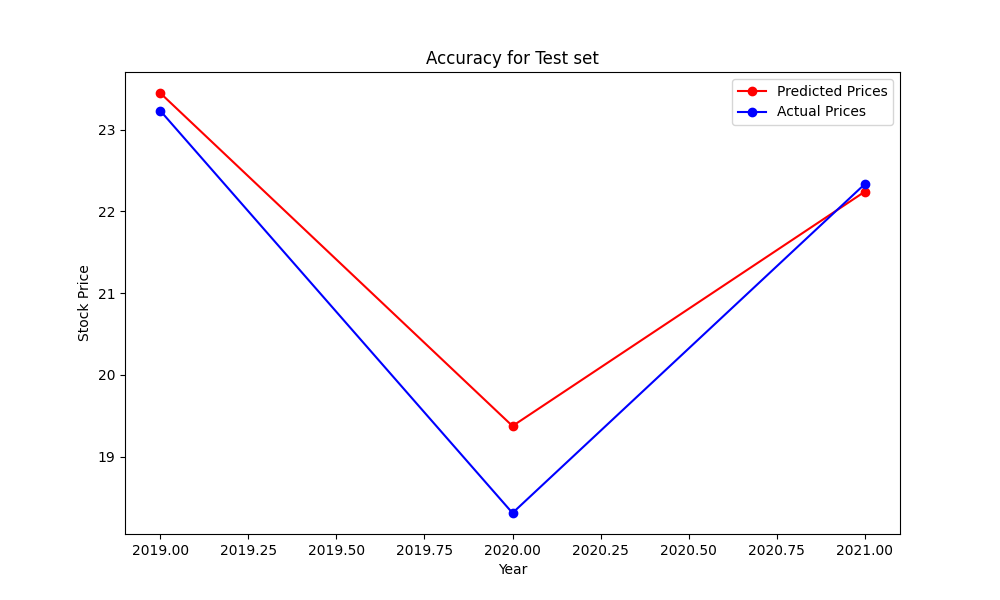 Accuracy for Test set
Predicted Prices
Actual Prices
Stock Price
23
22
21
20
19
2019.00 2019.25 2019.50 2019.75 2020.00 2020.25 2020.50 2020.75 2021.00
Year